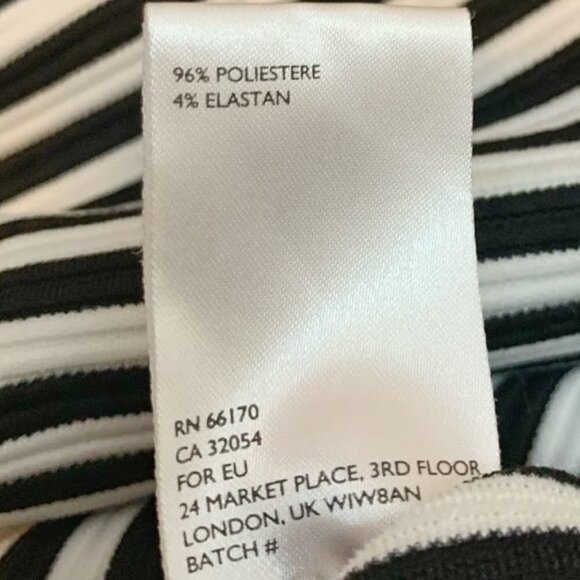 96% POLIESTERE
4% ELASTAN
RN 66170
CA 32054
FOR EU
24 MARKET PLACE, 3RD FLOOR
LONDON, UK W1W8AN
BATCH #